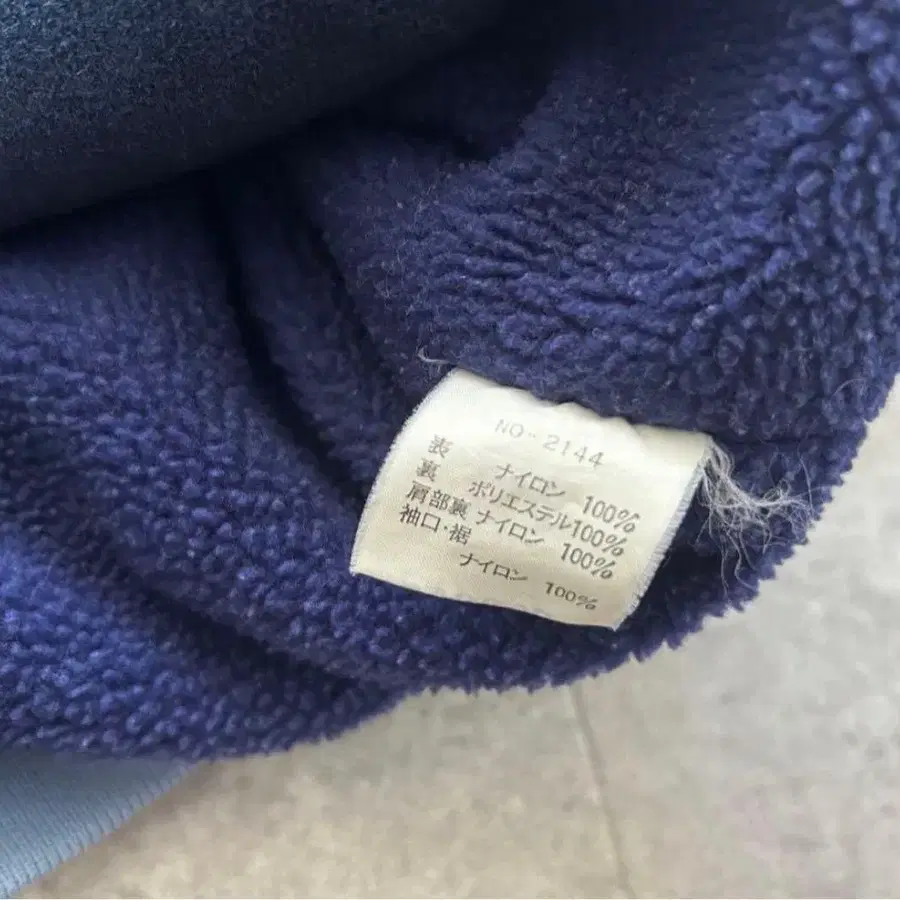 NO-2144
表 ナイロン 100%
裏 ポリエステル100%
肩部裏 ナイロン 100%
袖口・裾
ナイロン 100%